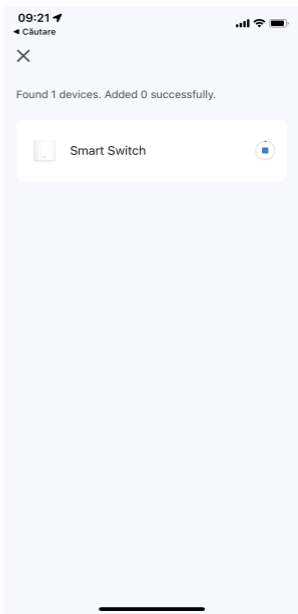 09:21
◀ Căutare
Found 1 devices. Added 0 successfully.
Smart Switch